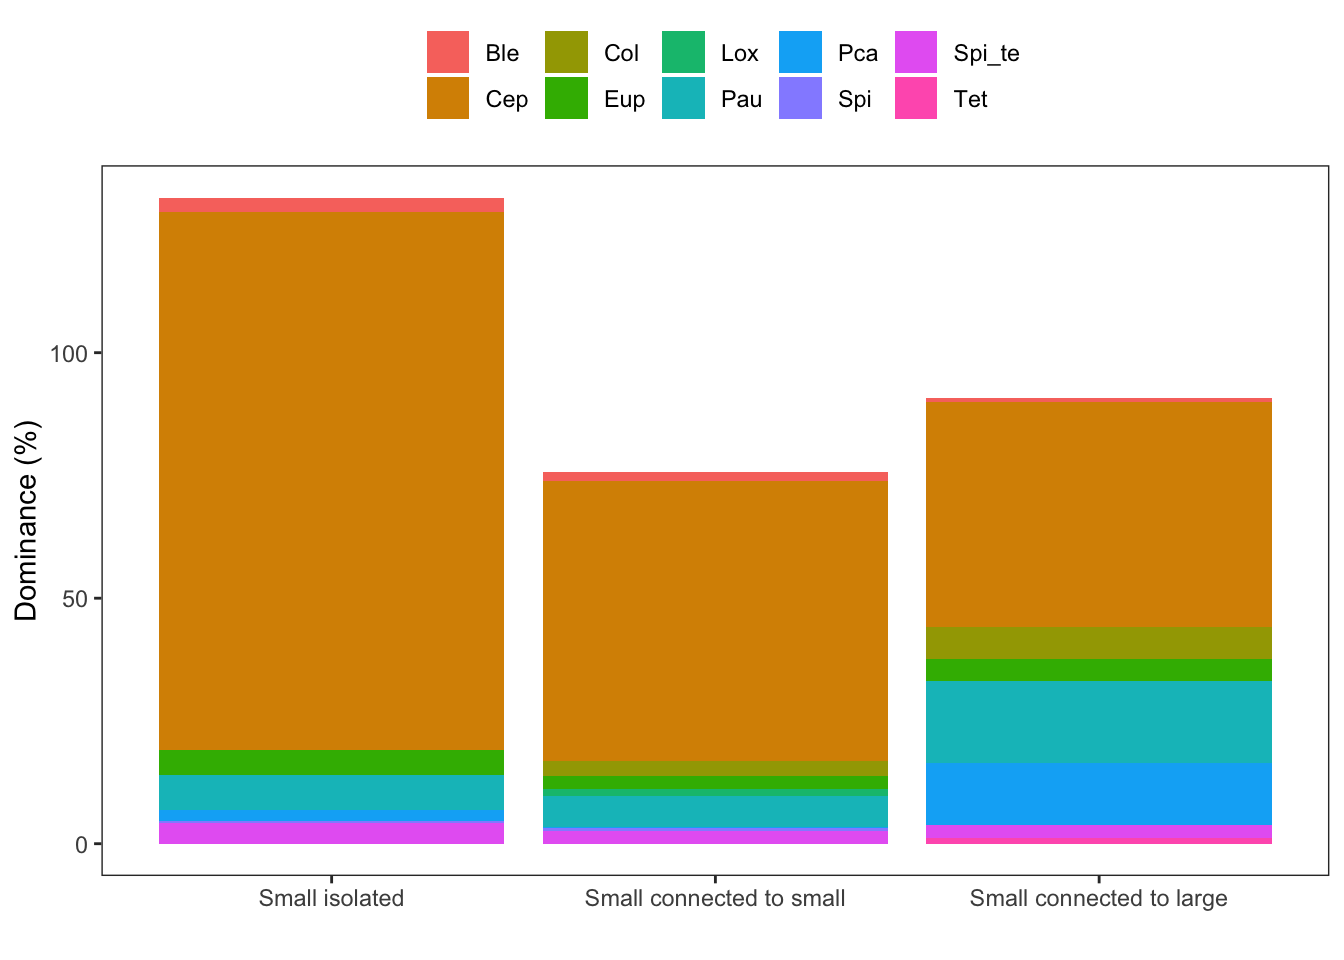 Ble Col Lox Pca Spi_te
Cep Eup Pau Spi Tet
Dominance (%)
100
50
0
Small isolated Small connected to small Small connected to large